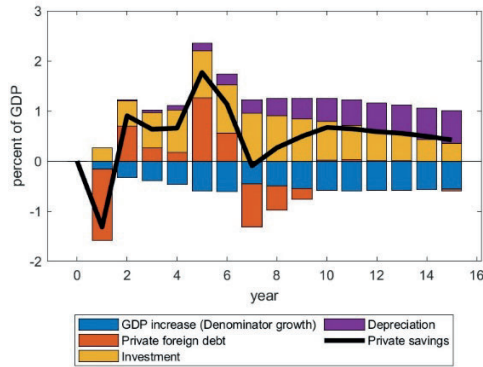 3
2
1
0
-1
-2
percent of GDP
0 2 4 6 8 10 12 14 16
year
GDP increase (Denominator growth)
Private foreign debt
Investment
Depreciation
Private savings